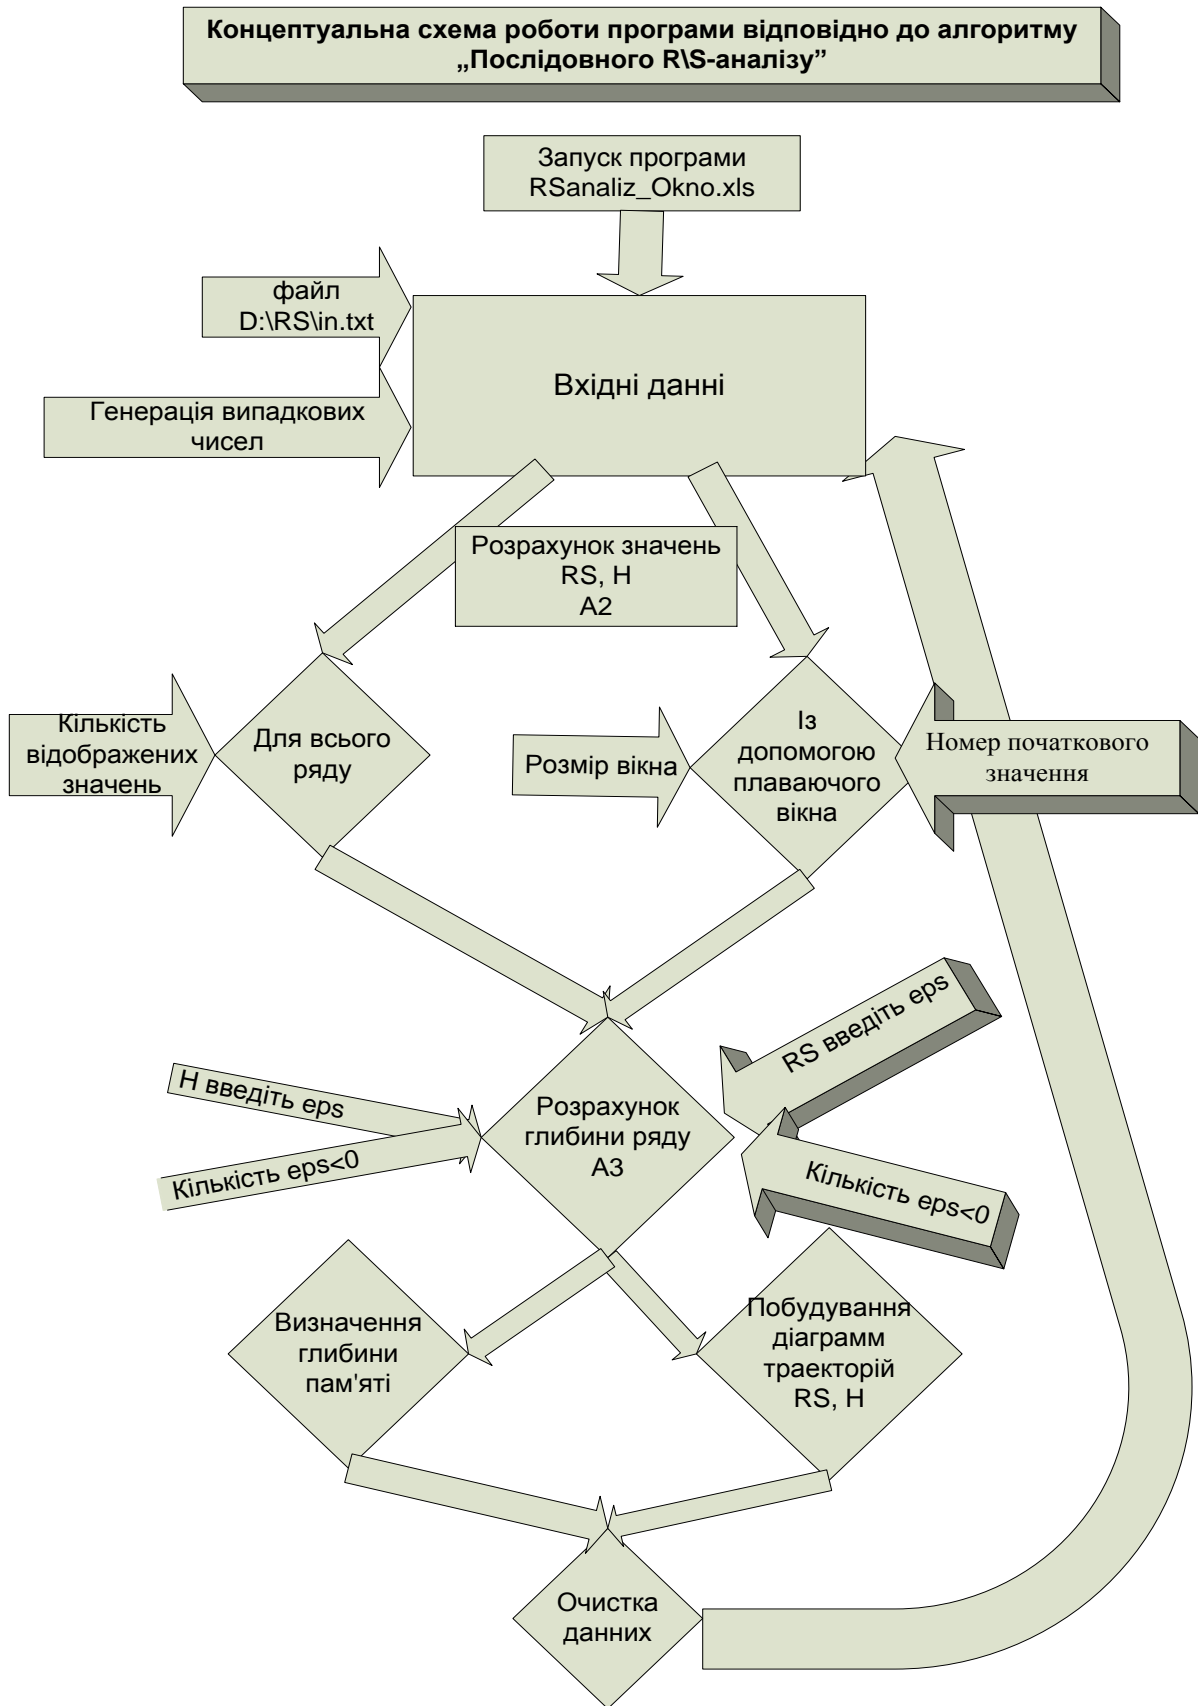 Концептуальна схема роботи програми відповідно до алгоритму
„Послідовного R\S-аналізу”
Запуск програми
RSanaliz_Okno.xls
файл
D:\RS\in.txt
Вхідні данні
Генерація випадкових
чисел
Розрахунок значень
RS, H
A2
Кількість
відображених
значень
Для всього
ряду
Розмір вікна
Із
допомогою
плаваючого
вікна
Номер початкового
значення
RS введіть eps
Н введіть eps
Кількість eps<0
Розрахунок
глибини ряду
А3
Кількість eps<0
Визначення
глибини
пам'яті
Побудування
діаграмм
траекторій
RS, H
Очистка
данних